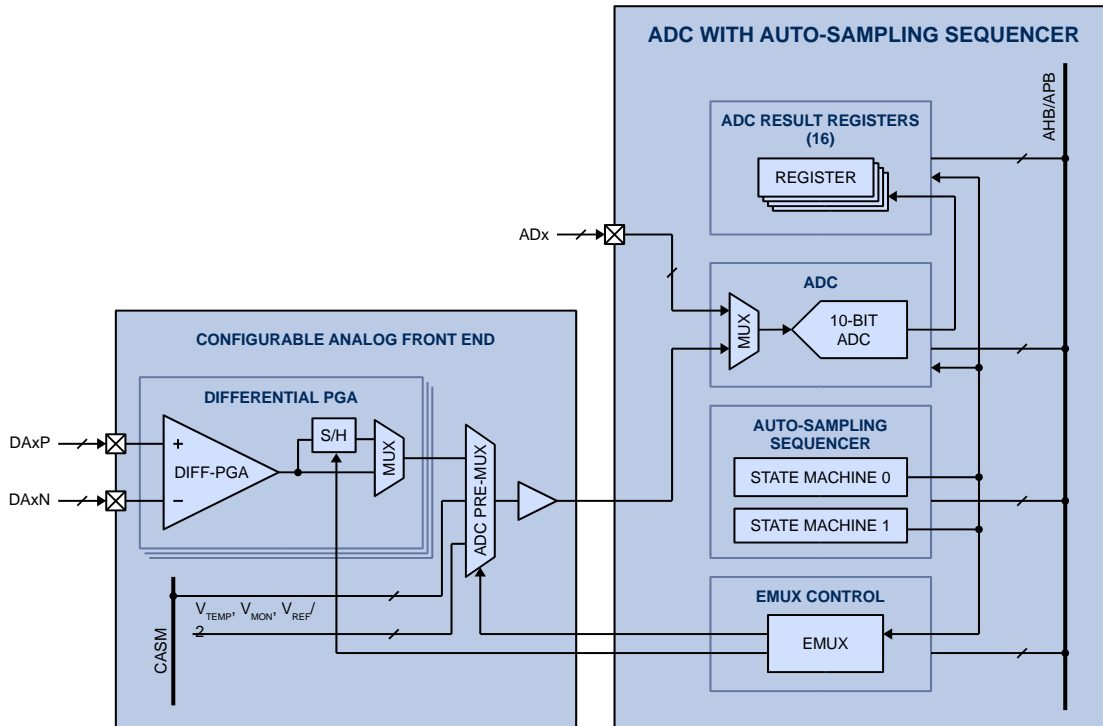 ADC WITH AUTO-SAMPLING SEQUENCER
AHB/APB
ADC RESULT REGISTERS
(16)
REGISTER
ADx
ADC
MUX
10-BIT
ADC
CONFIGURABLE ANALOG FRONT END
DIFFERENTIAL PGA
DAxP
+
S/H
DIFF-PGA
MUX
DAxN
−
ADC PRE-MUX
AUTO-SAMPLING
SEQUENCER
STATE MACHINE 0
STATE MACHINE 1
CASM
VTEMP, VMON, VREF/
2
EMUX CONTROL
EMUX